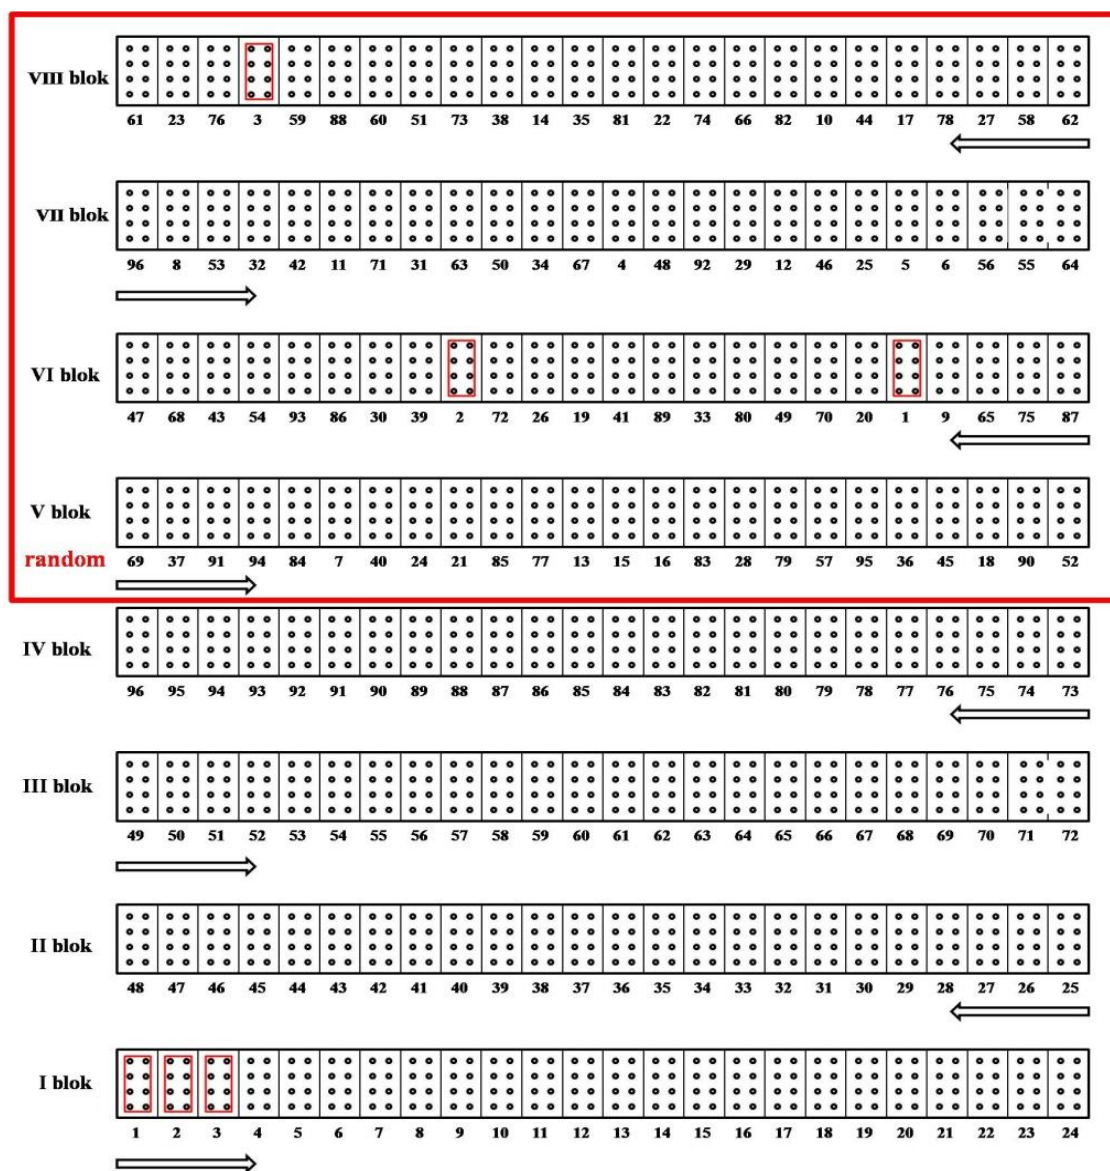 VIII blok
61 23 76 3 59 88 60 51 73 38 14 35 81 22 74 66 82 10 44 17 78 27 58 62
VII blok
96 8 53 32 42 11 71 31 63 50 34 67 4 48 92 29 12 46 25 5 6 56 55 64
VI blok
47 68 43 54 93 86 30 39 2 72 26 19 41 89 33 80 49 70 20 1 9 65 75 87
V blok
random 69 37 91 94 84 7 40 24 21 85 77 13 15 16 83 28 79 57 95 36 45 18 90 52
IV blok
96 95 94 93 92 91 90 89 88 87 86 85 84 83 82 81 80 79 78 77 76 75 74 73
III blok
49 50 51 52 53 54 55 56 57 58 59 60 61 62 63 64 65 66 67 68 69 70 71 72
II blok
48 47 46 45 44 43 42 41 40 39 38 37 36 35 34 33 32 31 30 29 28 27 26 25
I blok
1 2 3 4 5 6 7 8 9 10 11 12 13 14 15 16 17 18 19 20 21 22 23 24